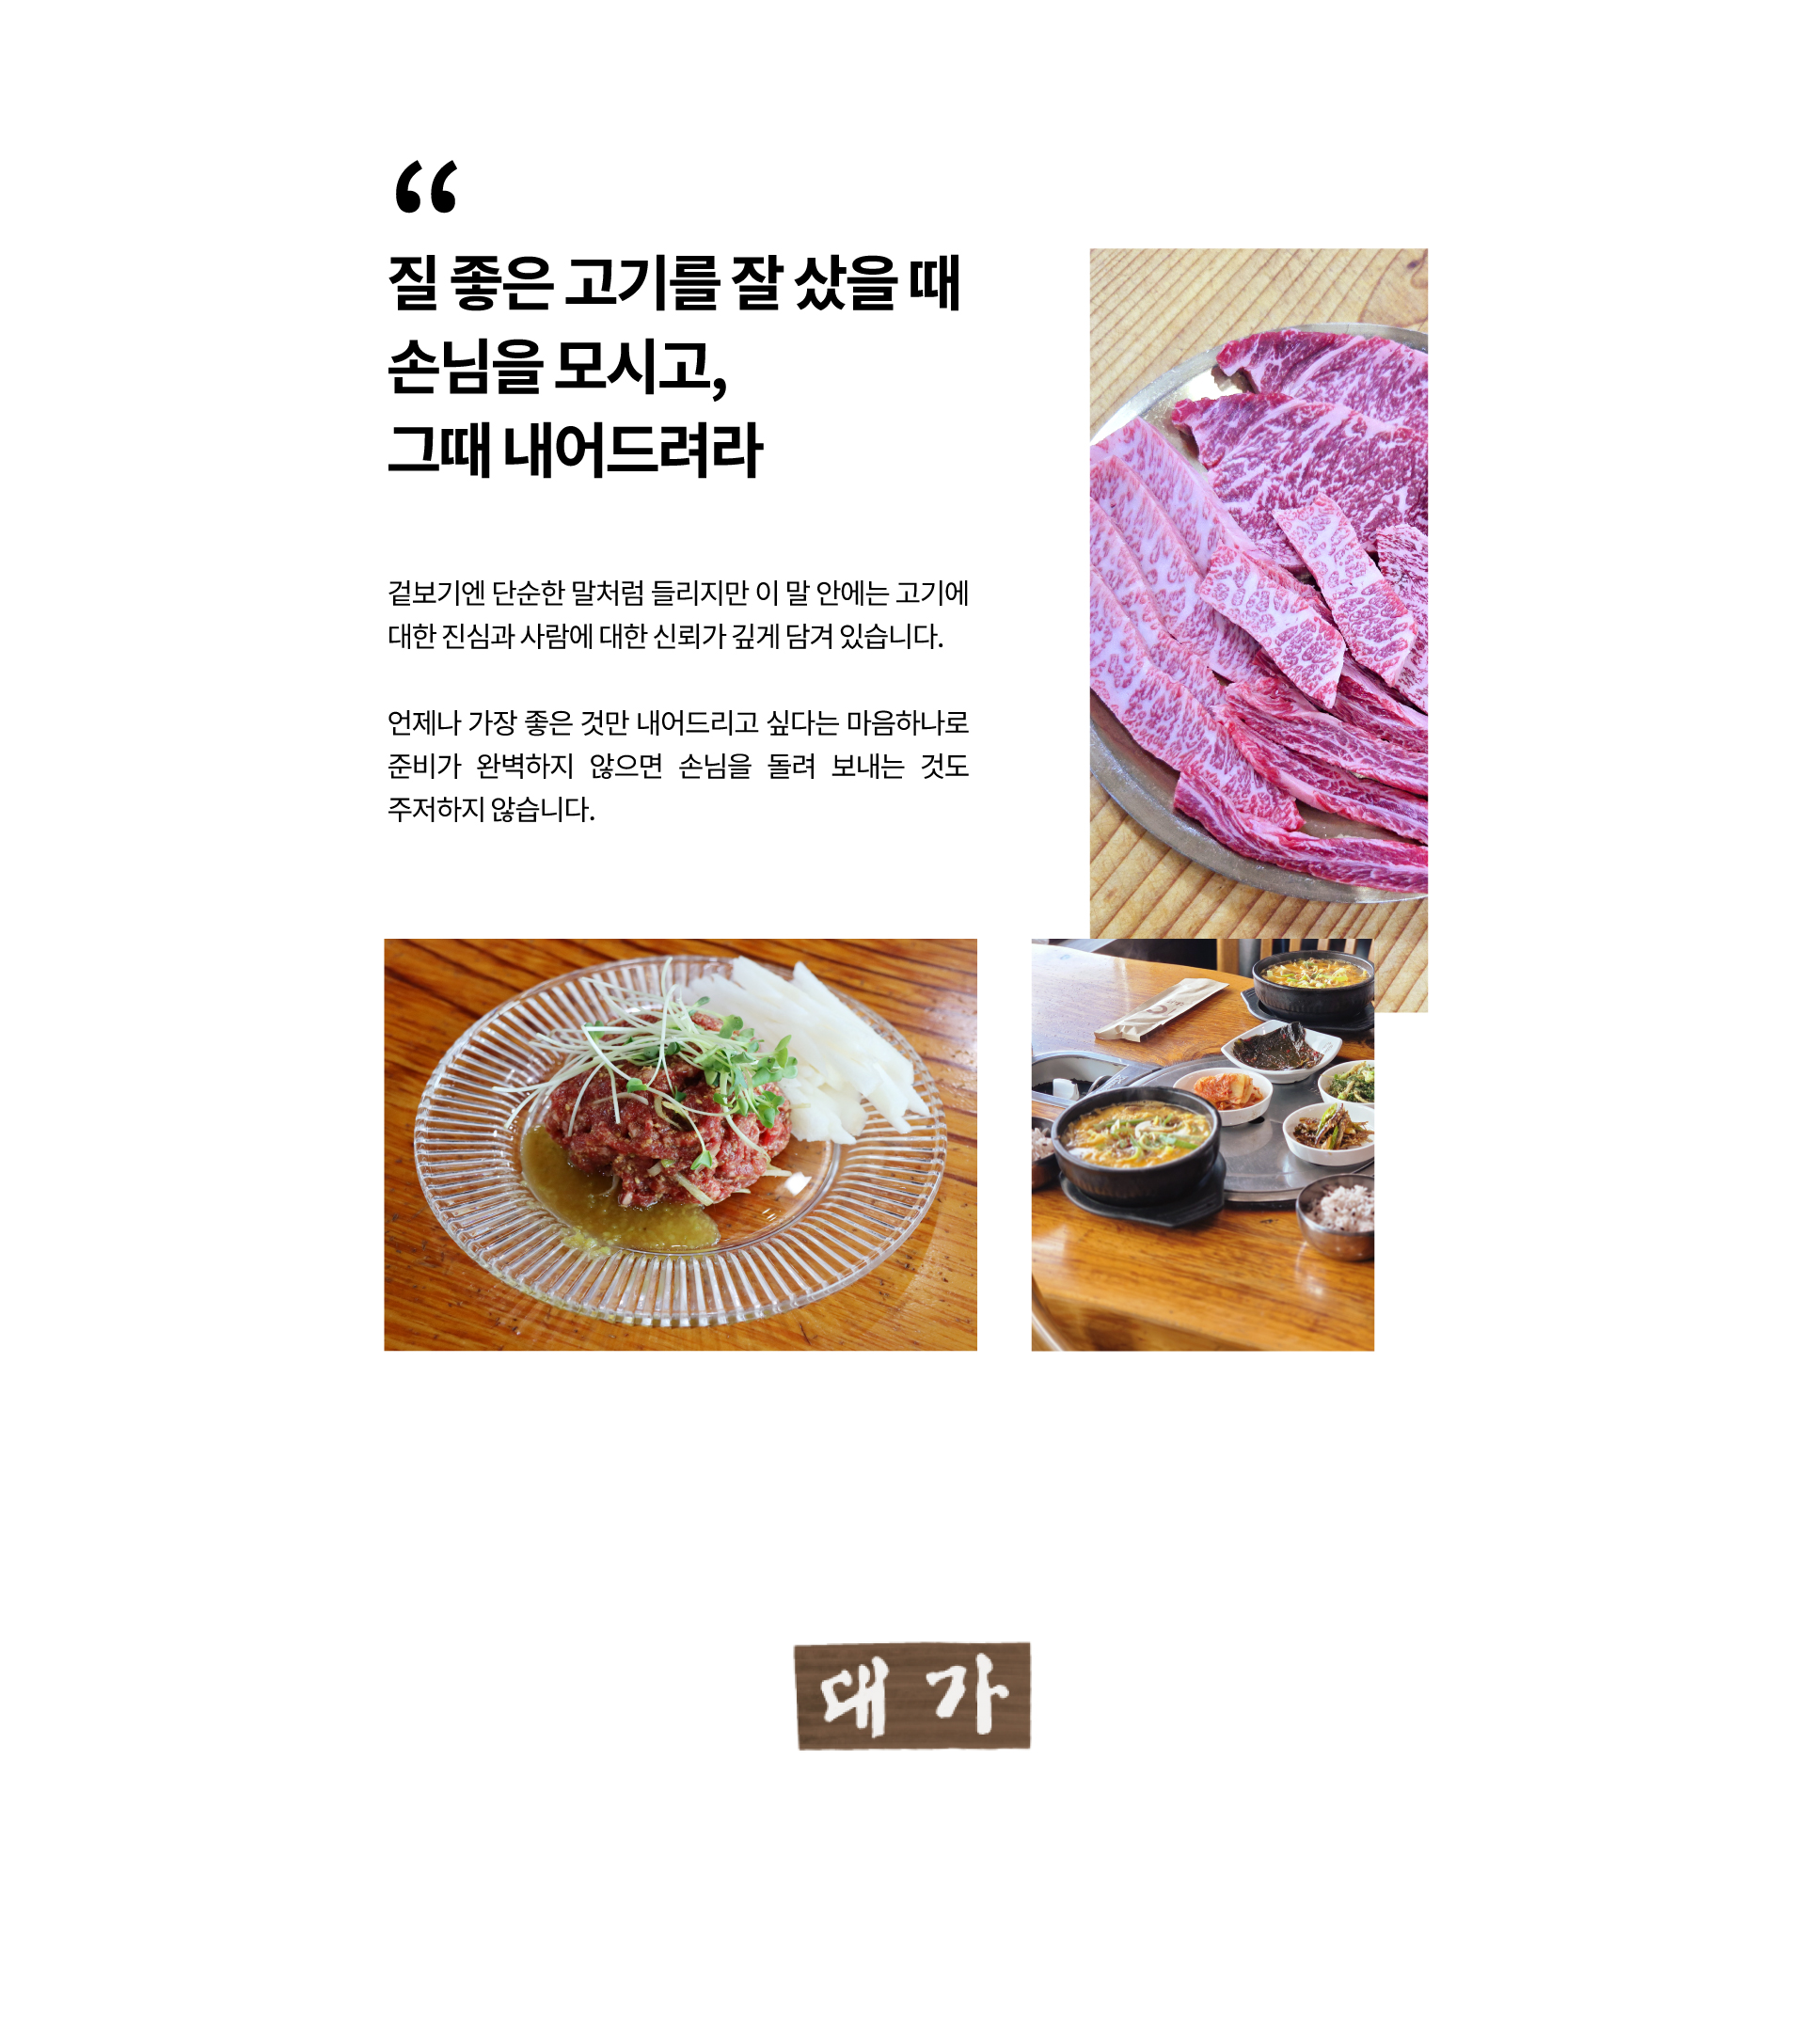 “
질 좋은 고기를 잘 샀을 때
손님을 모시고,
그때 내어드려라
겉보기엔 단순한 말처럼 들리지만 이 말 안에는 고기에
대한 진심과 사람에 대한 신뢰가 깊게 담겨 있습니다.
언제나 가장 좋은 것만 내어드리고 싶다는 마음하나로
준비가 완벽하지 않으면 손님을 돌려 보내는 것도
주저하지 않습니다.
대 가